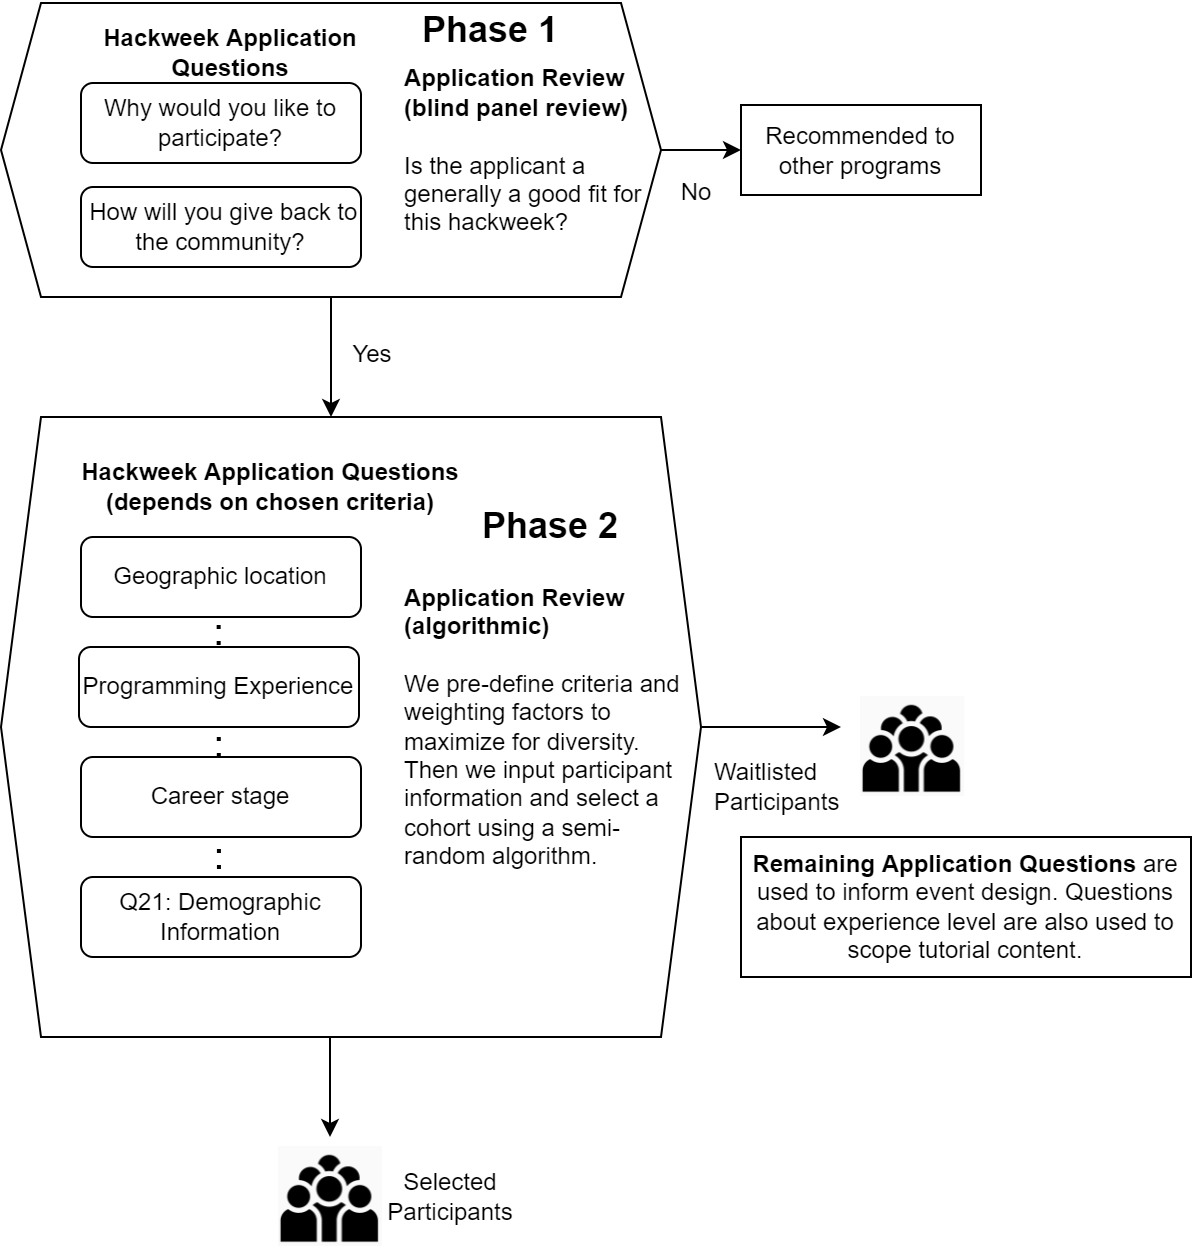 Phase 1
Hackweek Application
Questions
Why would you like to
participate?
How will you give back to
the community?
Application Review
(blind panel review)
Is the applicant a
generally a good fit for
this hackweek?
No
Recommended to
other programs
Yes
Hackweek Application Questions
(depends on chosen criteria)
Phase 2
Geographic location
Programming Experience
Career stage
Q21: Demographic
Information
Application Review
(algorithmic)
We pre-define criteria and
weighting factors to
maximize for diversity.
Then we input participant
information and select a
cohort using a semi-
random algorithm.
Waitlisted
Participants
Remaining Application Questions are
used to inform event design. Questions
about experience level are also used to
scope tutorial content.
Selected
Participants